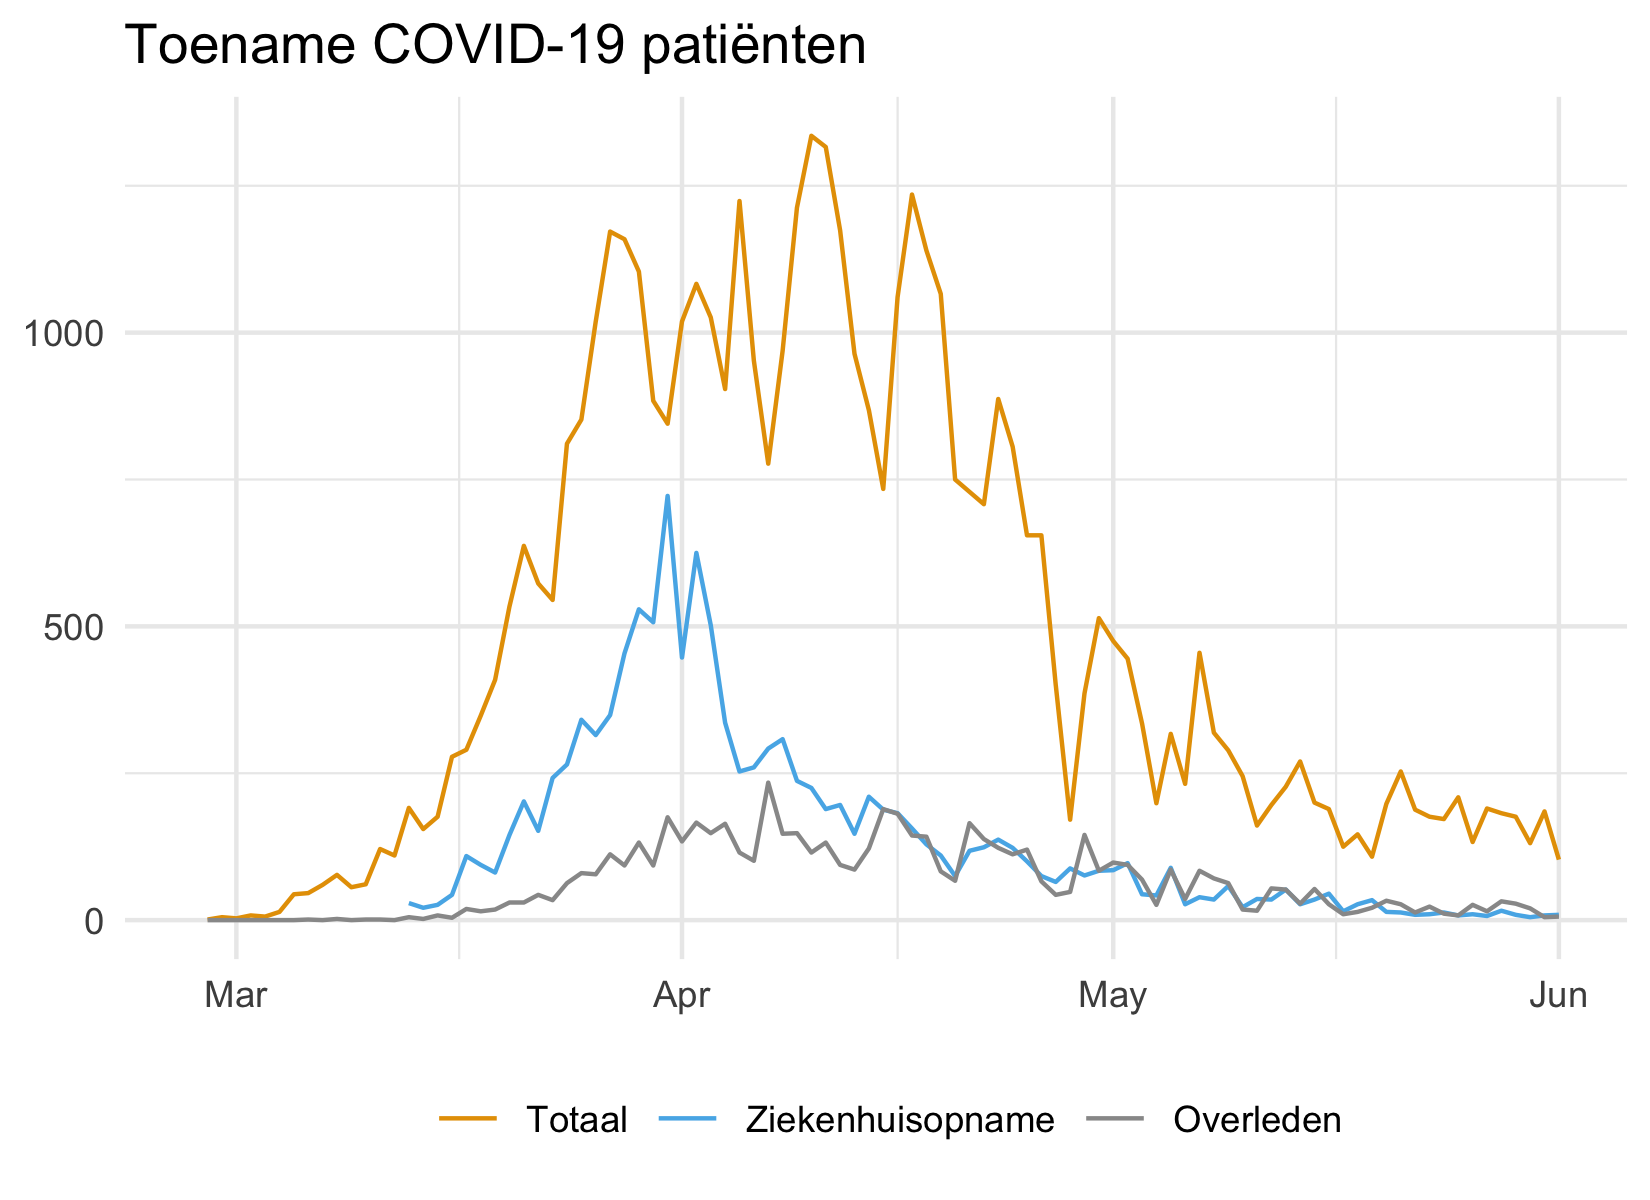 Toename COVID-19 patiënten
1000
500
0
Mar Apr May Jun
Totaal Ziekenhuisopname Overleden